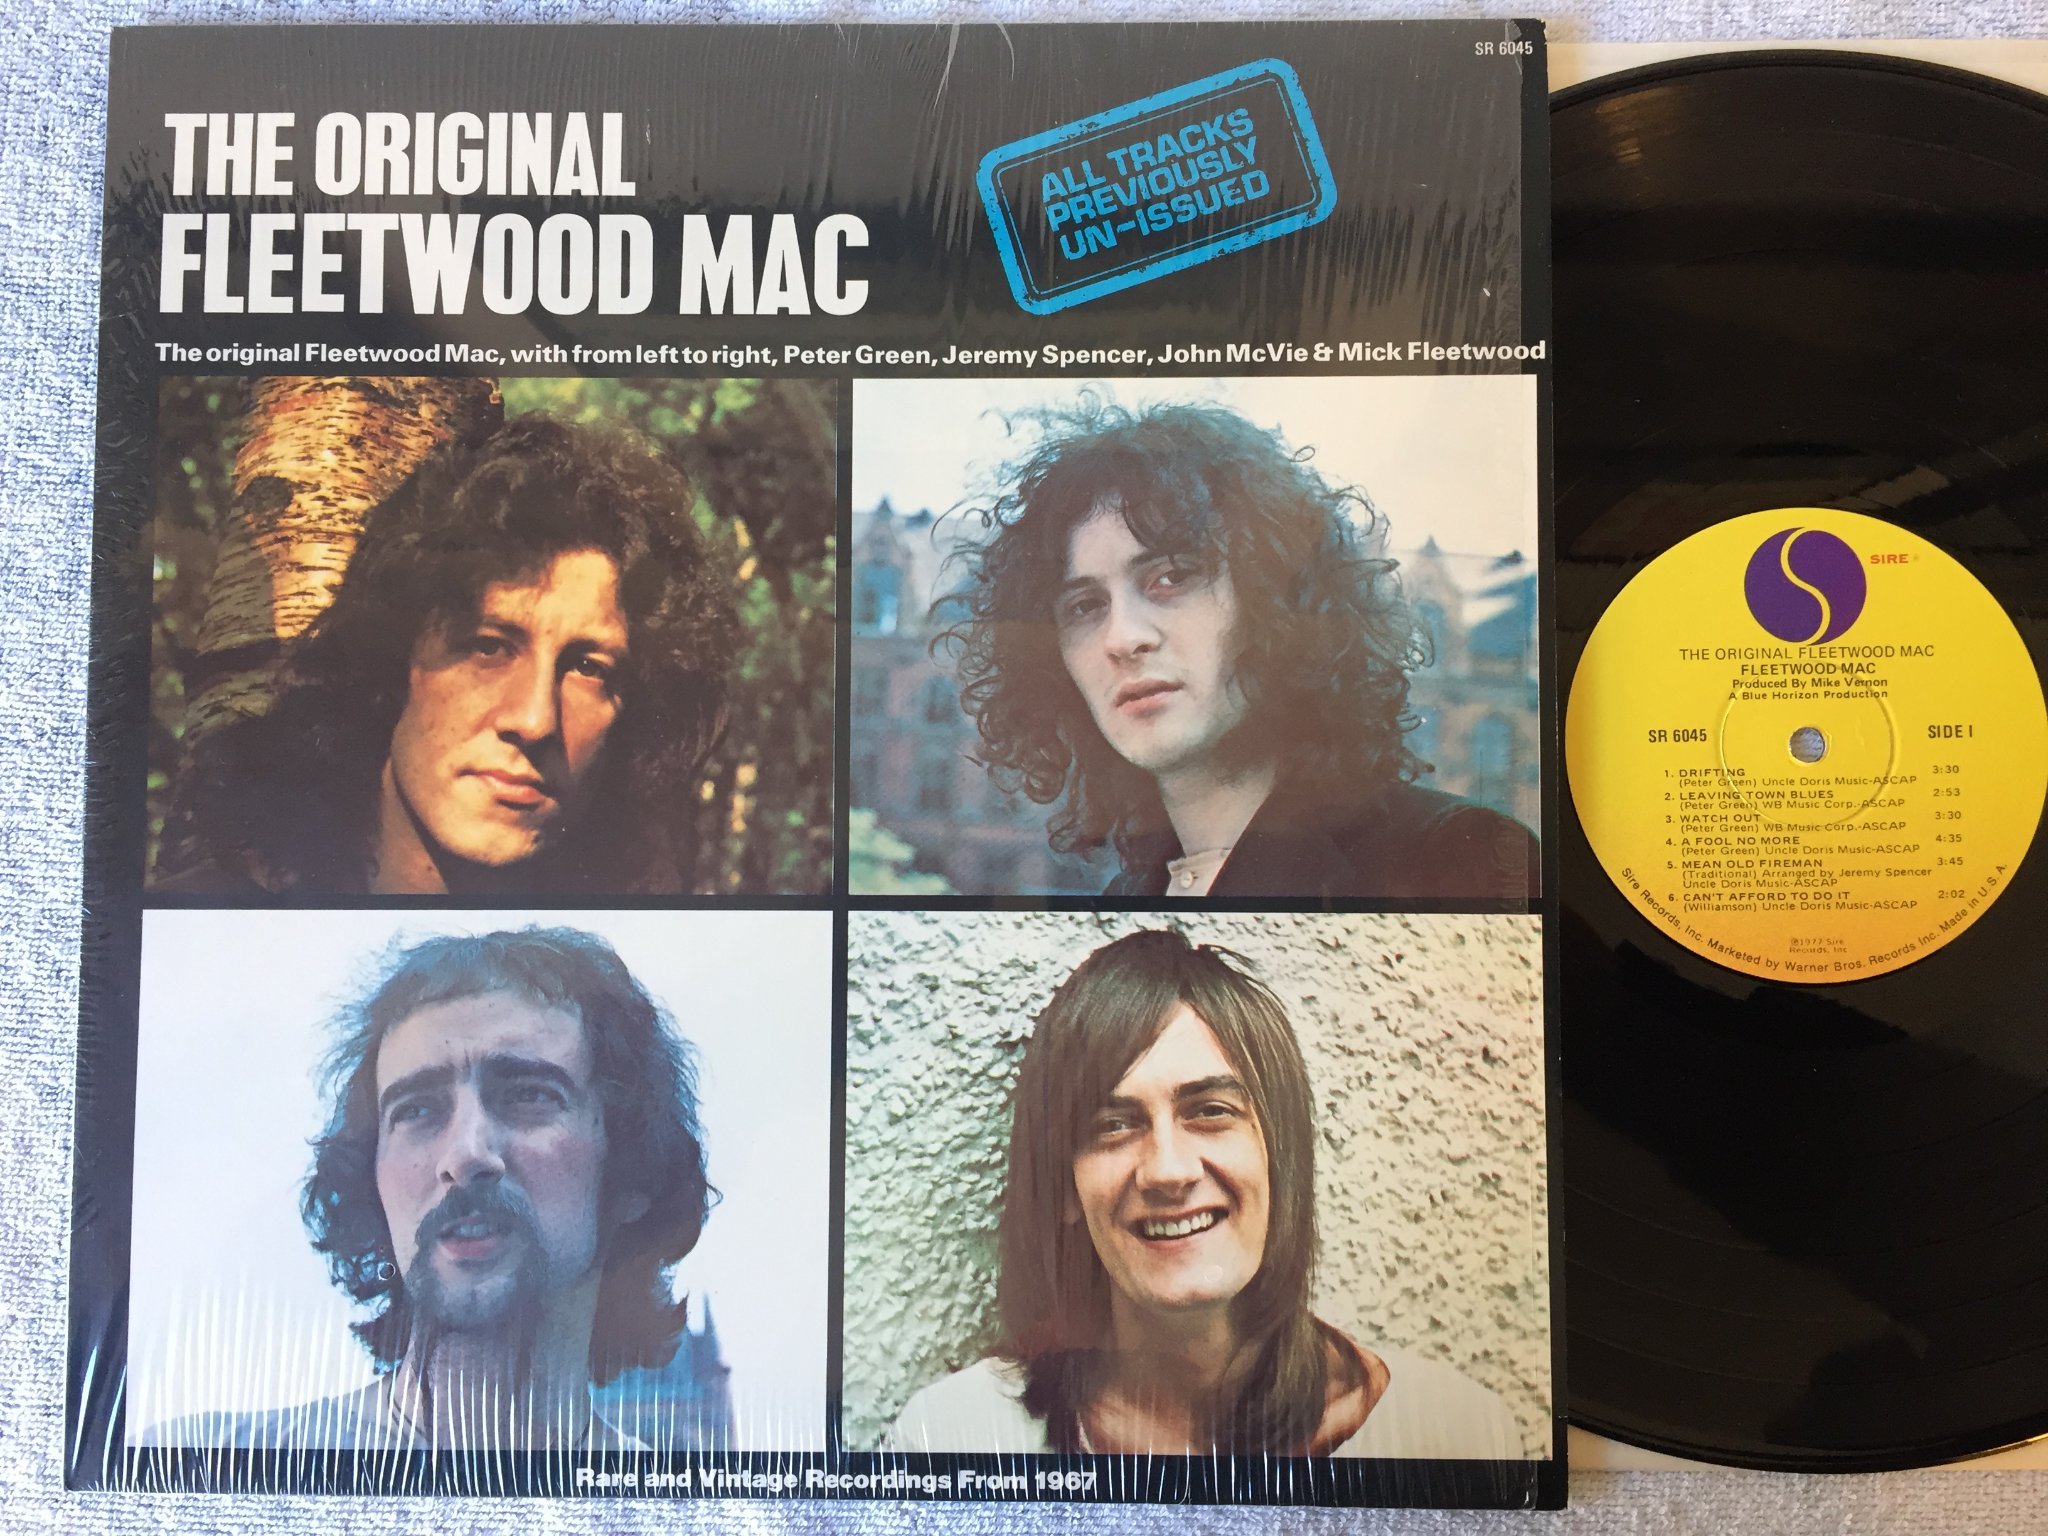 SR 6045
THE ORIGINAL
FLEETWOOD MAC
ALL TRACKS
PREVIOUSLY
UN-ISSUED
The original Fleetwood Mac, with from left to right, Peter Green, Jeremy Spencer, John McVie & Mick Fleetwood
Rare and Vintage Recordings From 1967
SIRE ®
THE ORIGINAL FLEETWOOD MAC
FLEETWOOD MAC
Produced By Mike Vernon
A Blue Horizon Production
SR 6045 SIDE I
1. DRIFTING 3:30
(Peter Green) Uncle Doris Music-ASCAP
2. LEAVING TOWN BLUES 2:53
(Peter Green) WB Music Corp.-ASCAP
3. WATCH OUT 3:30
(Peter Green) WB Music Corp.-ASCAP
4. A FOOL NO MORE 4:35
(Peter Green) Uncle Doris Music-ASCAP
5. MEAN OLD FIREMAN 3:45
(Traditional) Arranged by Jeremy Spencer
Uncle Doris Music-ASCAP
6. CAN'T AFFORD TO DO IT 2:02
(Williamson) Uncle Doris Music-ASCAP
℗1977 Sire
Records, Inc
Sire Records, Inc. Marketed by Warner Bros. Records Inc. Made in U.S.A.